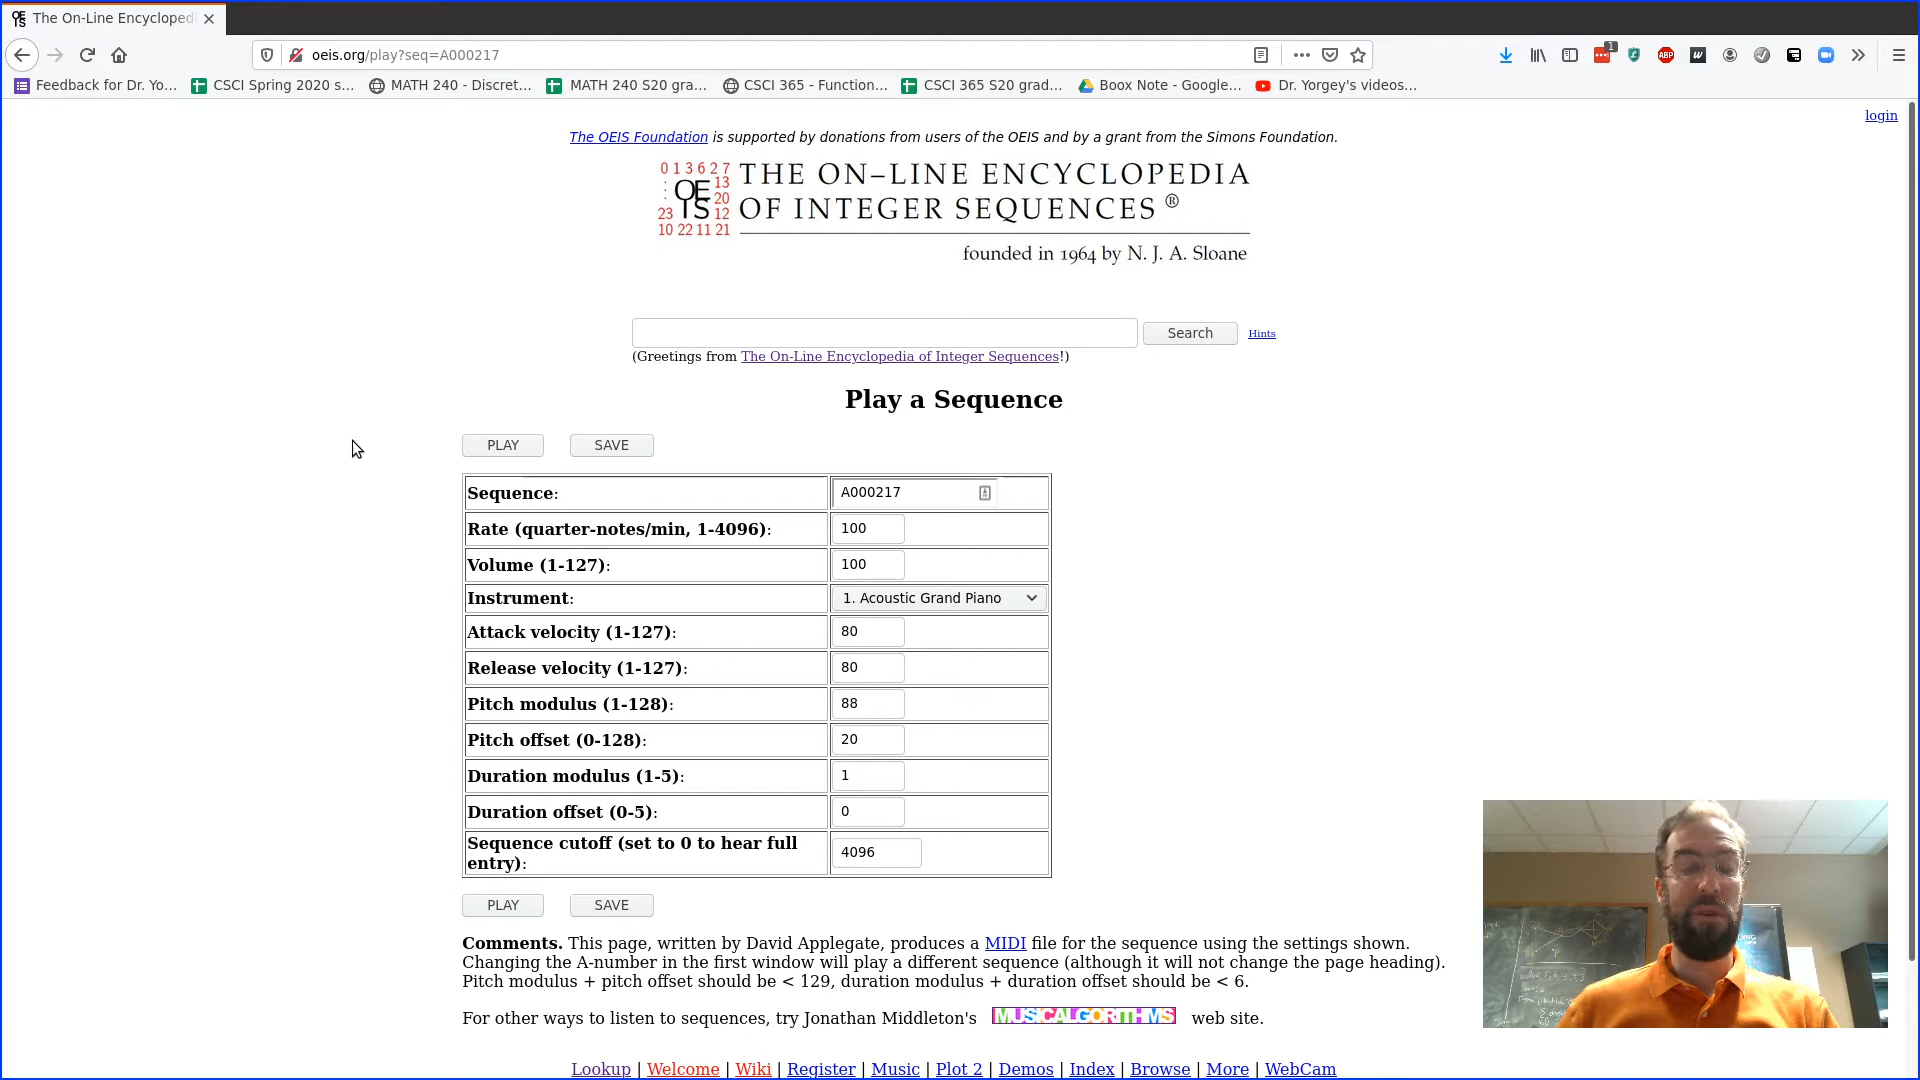 The On-Line Encycloped
oeis.org/play?seq=A000217
1
ABP
Feedback for Dr. Yo...
CSCI Spring 2020 s...
MATH 240 - Discret...
MATH 240 S20 gra...
CSCI 365 - Function...
CSCI 365 S20 grad...
Boox Note - Google...
Dr. Yorgey's videos...
login
The OEIS Foundation is supported by donations from users of the OEIS and by a grant from the Simons Foundation.
0 1 3 6 2 7
13
20
23 12
10 22 11 21
OE
IS
THE ON–LINE ENCYCLOPEDIA
OF INTEGER SEQUENCES ®
founded in 1964 by N. J. A. Sloane
Search
Hints
(Greetings from The On-Line Encyclopedia of Integer Sequences!)
Play a Sequence
PLAY SAVE
Sequence: A000217
Rate (quarter-notes/min, 1-4096): 100
Volume (1-127): 100
Instrument: 1. Acoustic Grand Piano
Attack velocity (1-127): 80
Release velocity (1-127): 80
Pitch modulus (1-128): 88
Pitch offset (0-128): 20
Duration modulus (1-5): 1
Duration offset (0-5): 0
Sequence cutoff (set to 0 to hear full
entry): 4096
PLAY SAVE
Comments. This page, written by David Applegate, produces a MIDI file for the sequence using the settings shown.
Changing the A-number in the first window will play a different sequence (although it will not change the page heading).
Pitch modulus + pitch offset should be < 129, duration modulus + duration offset should be < 6.
For other ways to listen to sequences, try Jonathan Middleton's MUSICALGORITHMS web site.
Lookup | Welcome | Wiki | Register | Music | Plot 2 | Demos | Index | Browse | More | WebCam